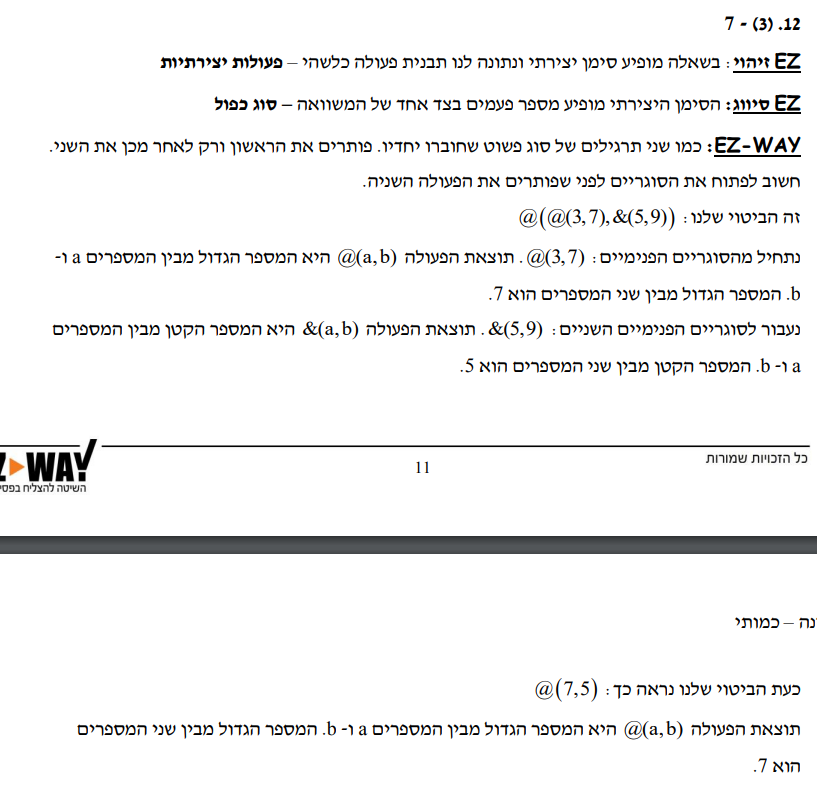 12. (3) - 7
EZ זיהוי: בשאלה מופיע סימן יצירתי ונתונה לנו תבנית פעולה כלשהי – פעולות יצירתיות
EZ סיווג: הסימן היצירתי מופיע מספר פעמים בצד אחד של המשוואה – סוג כפול
EZ-WAY: כמו שני תרגילים של סוג פשוט שחוברו יחדיו. פותרים את הראשון ורק לאחר מכן את השני.
חשוב לפתוח את הסוגריים לפני שפותרים את הפעולה השניה.
זה הביטוי שלנו: @(@(3,7),&(5,9))
נתחיל מהסוגריים הפנימיים: @(3,7). תוצאת הפעולה @(a,b) היא המספר הגדול מבין המספרים a ו-
b. המספר הגדול מבין שני המספרים הוא 7.
נעבור לסוגריים הפנימיים השניים: &(5,9). תוצאת הפעולה &(a,b) היא המספר הקטן מבין המספרים
a ו- b. המספר הקטן מבין שני המספרים הוא 5.
כל הזכויות שמורות
11
WAY
השיטה להצליח
נה – כמותי
כעת הביטוי שלנו נראה כך: @(7,5)
תוצאת הפעולה @(a,b) היא המספר הגדול מבין המספרים a ו- b. המספר הגדול מבין שני המספרים
הוא 7.